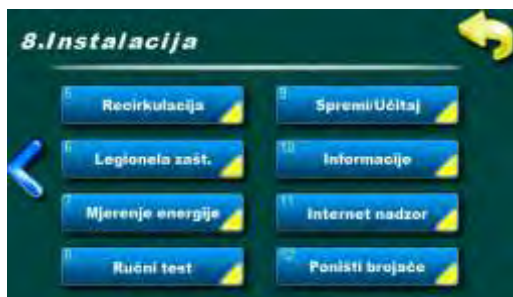 8.Instalacija
5 Recirkulacija
9 Spremi/Učitaj
6 Legionela zašt.
10 Informacije
7 Mjerenje energije
11 Internet nadzor
8 Ručni test
12 Poništi brojače